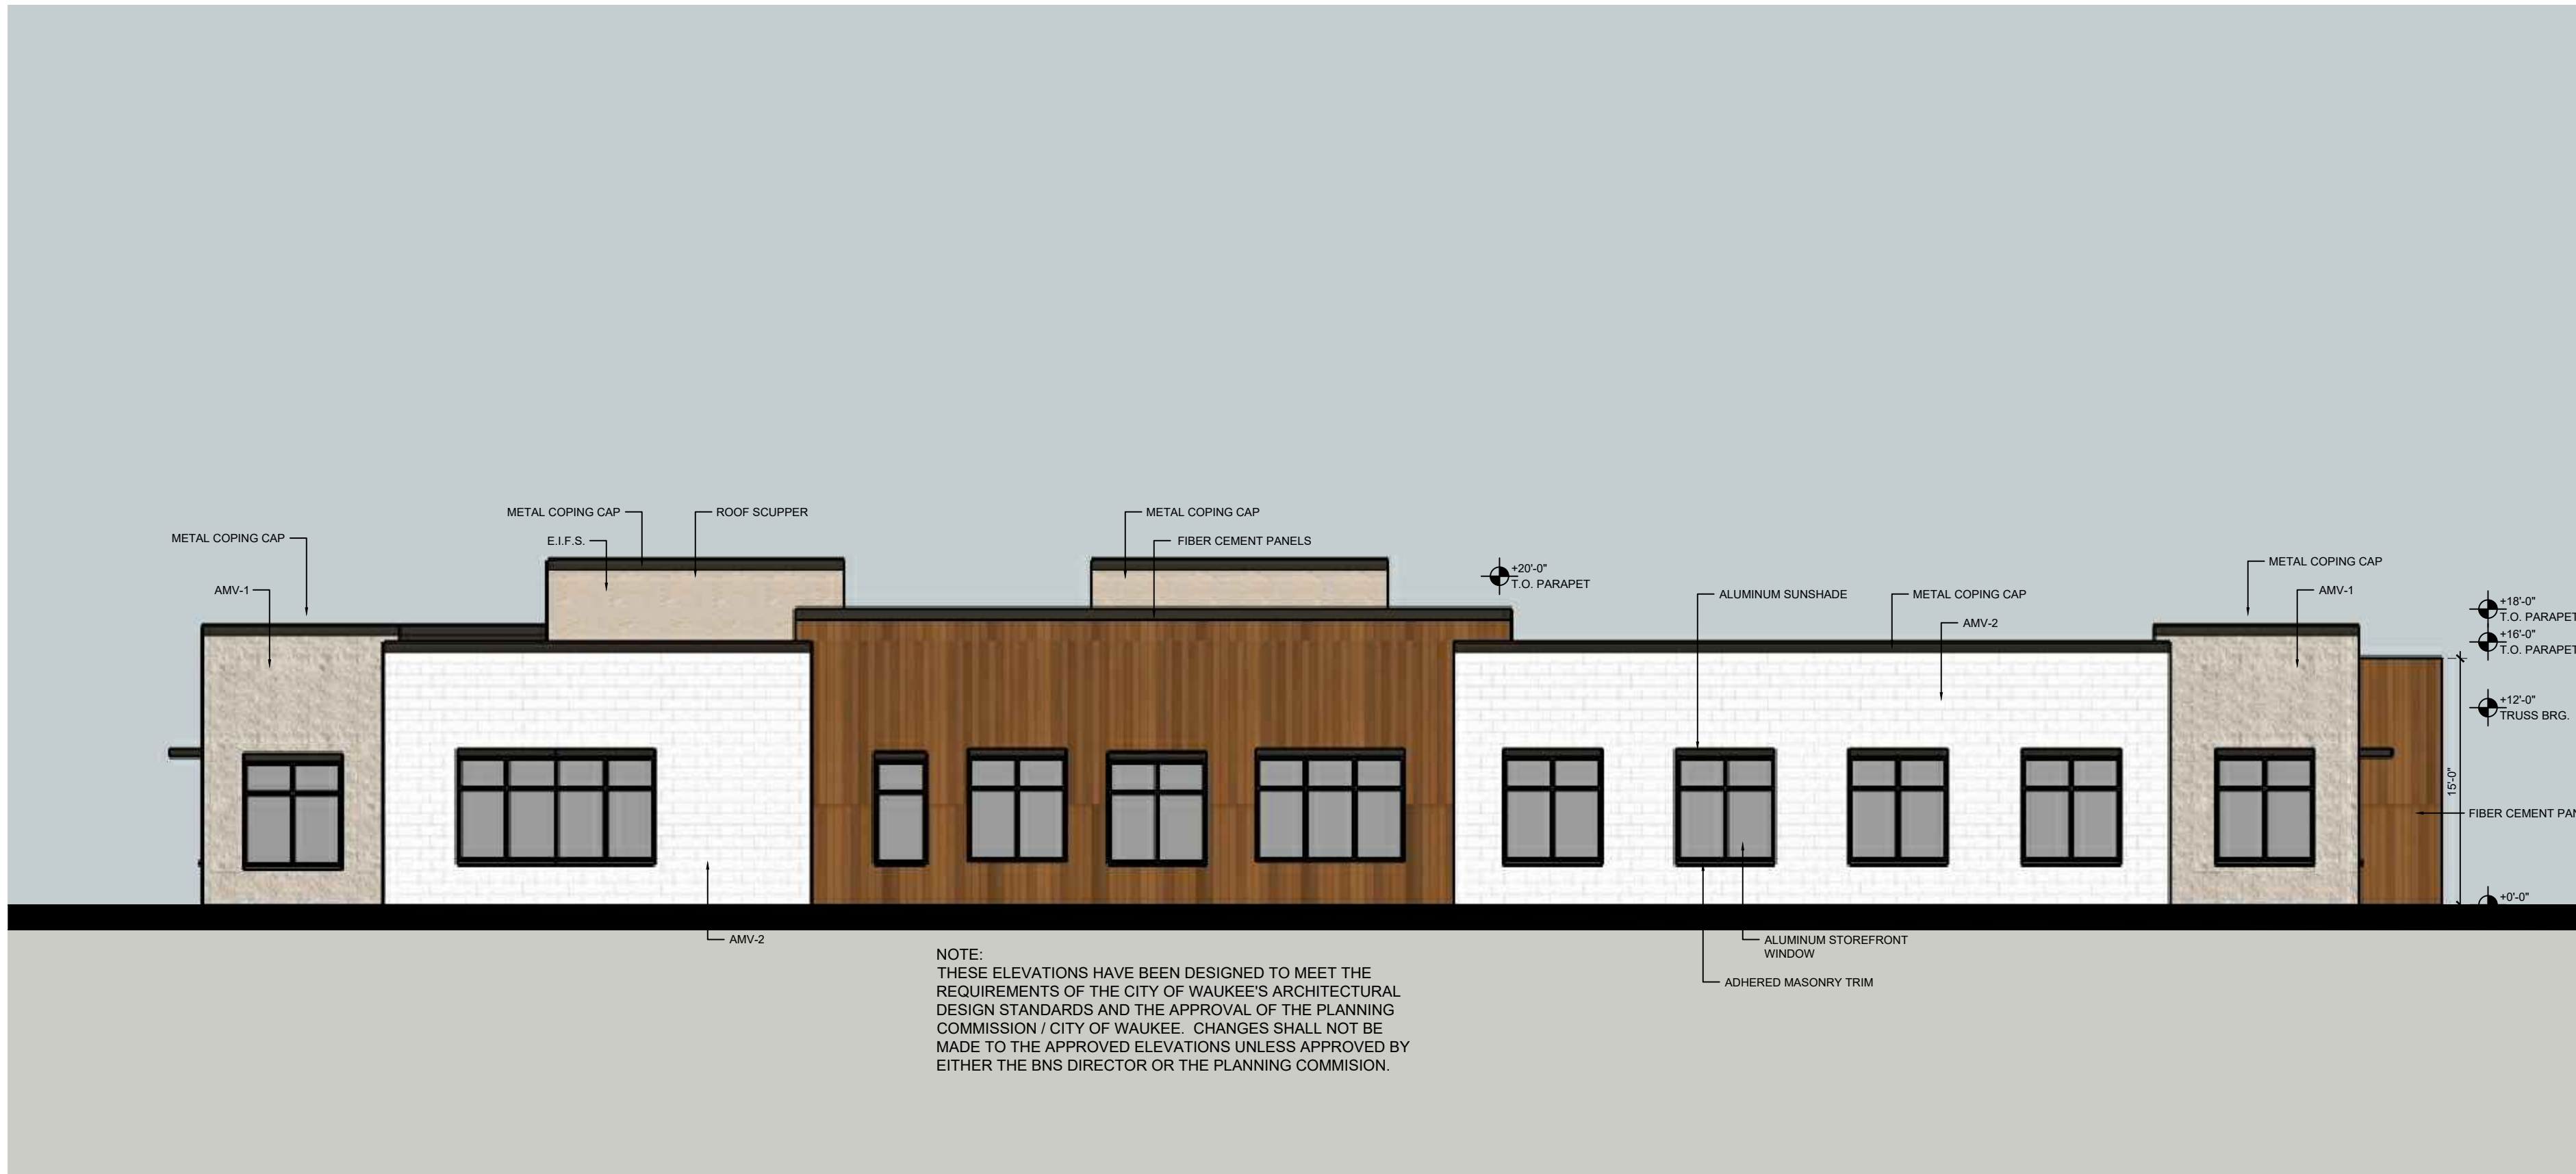 METAL COPING CAP
ROOF SCUPPER
METAL COPING CAP
METAL COPING CAP
E.I.F.S.
FIBER CEMENT PANELS
METAL COPING CAP
+20'-0"
T.O. PARAPET
AMV-1
ALUMINUM SUNSHADE
METAL COPING CAP
AMV-1
+18'-0"
T.O. PARAPET
AMV-2
+16'-0"
T.O. PARAPET
+12'-0"
TRUSS BRG.
15'-0"
FIBER CEMENT PAN
+0'-0"
AMV-2
ALUMINUM STOREFRONT
WINDOW
ADHERED MASONRY TRIM
NOTE:
THESE ELEVATIONS HAVE BEEN DESIGNED TO MEET THE
REQUIREMENTS OF THE CITY OF WAUKEE'S ARCHITECTURAL
DESIGN STANDARDS AND THE APPROVAL OF THE PLANNING
COMMISSION / CITY OF WAUKEE.  CHANGES SHALL NOT BE
MADE TO THE APPROVED ELEVATIONS UNLESS APPROVED BY
EITHER THE BNS DIRECTOR OR THE PLANNING COMMISION.